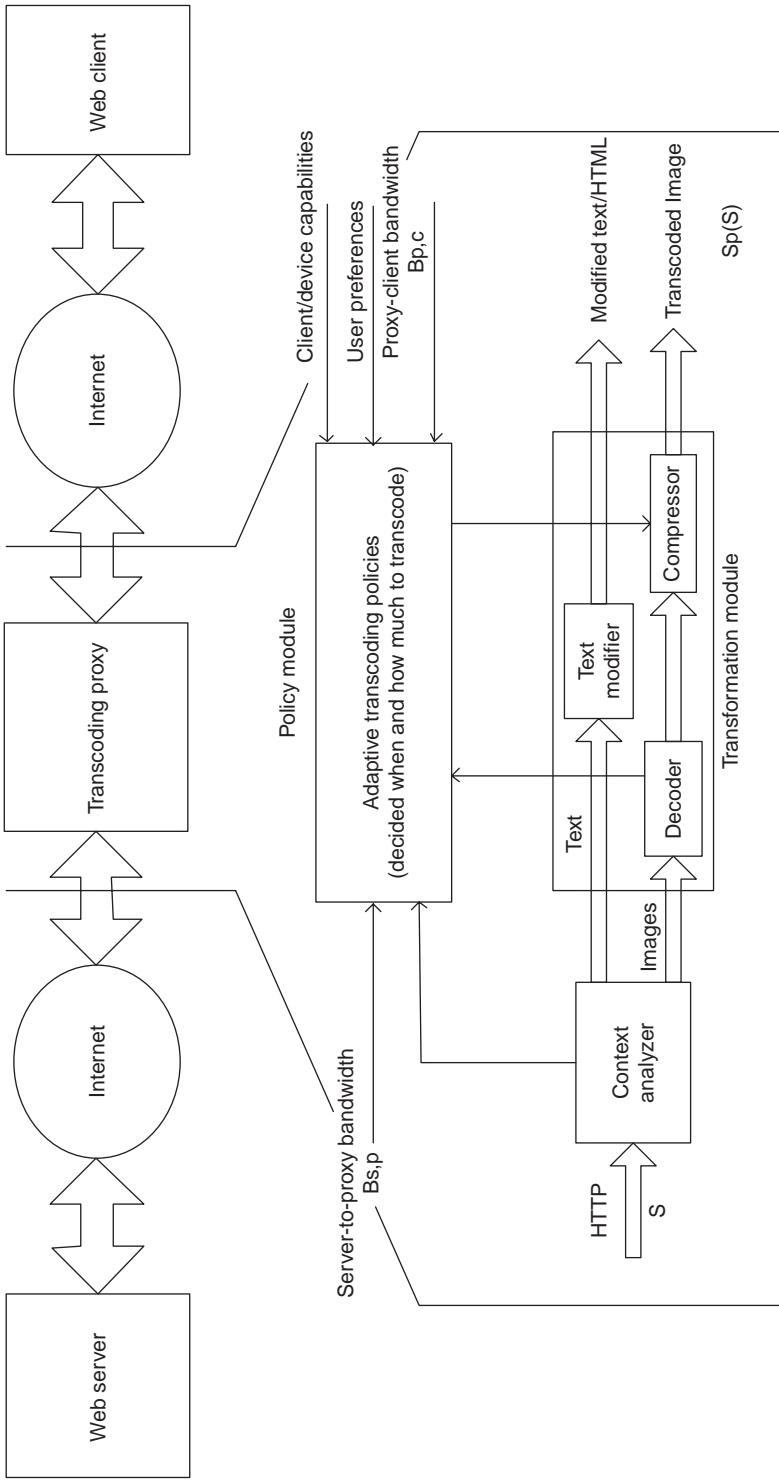 Web server
Internet
Transcoding proxy
Internet
Web client
Server-to-proxy bandwidth
Bs,p
Policy module
Adaptive transcoding policies
(decided when and how much to transcode)
Client/device capabilities
User preferences
Proxy-client bandwidth
Bp,c
HTTP
S
Context
analyzer
Text
Images
Text
modifier
Decoder
Compressor
Transformation module
Modified text/HTML
Transcoded Image
Sp(S)